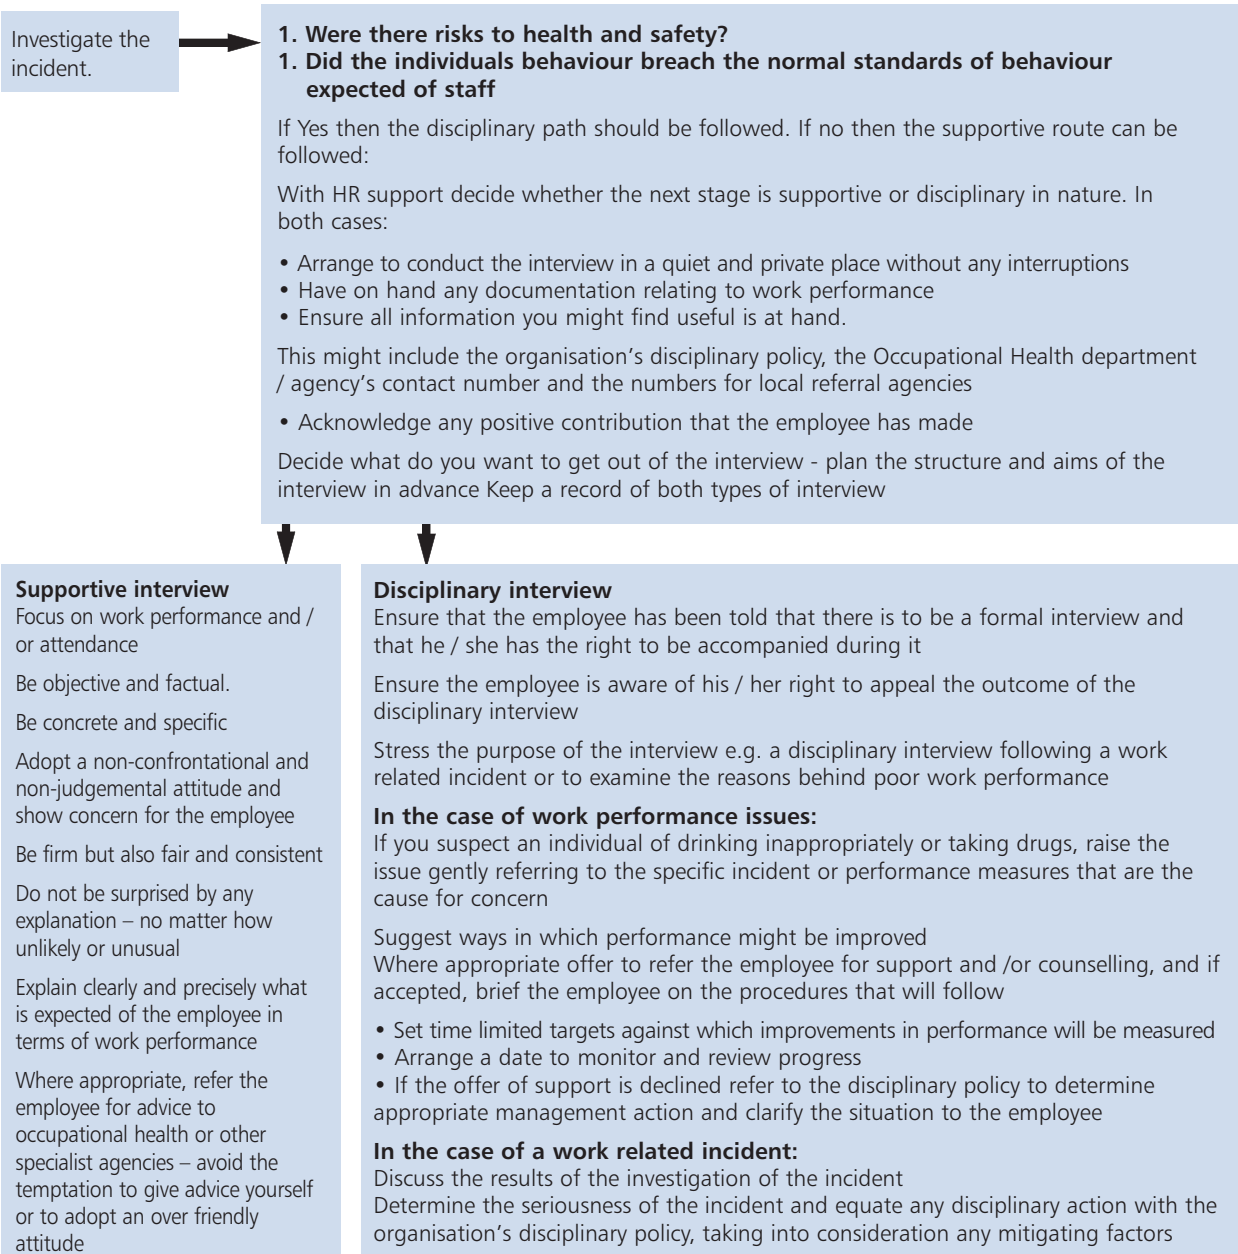 Investigate the
incident.
1. Were there risks to health and safety?
1. Did the individuals behaviour breach the normal standards of behaviour
expected of staff
If Yes then the disciplinary path should be followed. If no then the supportive route can be
followed:
With HR support decide whether the next stage is supportive or disciplinary in nature. In
both cases:
• Arrange to conduct the interview in a quiet and private place without any interruptions
• Have on hand any documentation relating to work performance
• Ensure all information you might find useful is at hand.
This might include the organisation’s disciplinary policy, the Occupational Health department
/ agency’s contact number and the numbers for local referral agencies
• Acknowledge any positive contribution that the employee has made
Decide what do you want to get out of the interview - plan the structure and aims of the
interview in advance Keep a record of both types of interview
Supportive interview
Focus on work performance and /
or attendance
Be objective and factual.
Be concrete and specific
Adopt a non-confrontational and
non-judgemental attitude and
show concern for the employee
Be firm but also fair and consistent
Do not be surprised by any
explanation – no matter how
unlikely or unusual
Explain clearly and precisely what
is expected of the employee in
terms of work performance
Where appropriate, refer the
employee for advice to
occupational health or other
specialist agencies – avoid the
temptation to give advice yourself
or to adopt an over friendly
attitude
Disciplinary interview
Ensure that the employee has been told that there is to be a formal interview and
that he / she has the right to be accompanied during it
Ensure the employee is aware of his / her right to appeal the outcome of the
disciplinary interview
Stress the purpose of the interview e.g. a disciplinary interview following a work
related incident or to examine the reasons behind poor work performance
In the case of work performance issues:
If you suspect an individual of drinking inappropriately or taking drugs, raise the
issue gently referring to the specific incident or performance measures that are the
cause for concern
Suggest ways in which performance might be improved
Where appropriate offer to refer the employee for support and /or counselling, and if
accepted, brief the employee on the procedures that will follow
• Set time limited targets against which improvements in performance will be measured
• Arrange a date to monitor and review progress
• If the offer of support is declined refer to the disciplinary policy to determine
appropriate management action and clarify the situation to the employee
In the case of a work related incident:
Discuss the results of the investigation of the incident
Determine the seriousness of the incident and equate any disciplinary action with the
organisation’s disciplinary policy, taking into consideration any mitigating factors